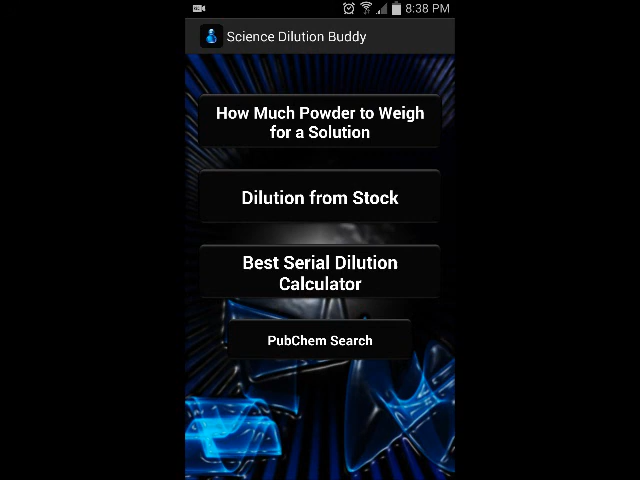 8:38 PM
Science Dilution Buddy
How Much Powder to Weigh
for a Solution
Dilution from Stock
Best Serial Dilution
Calculator
PubChem Search